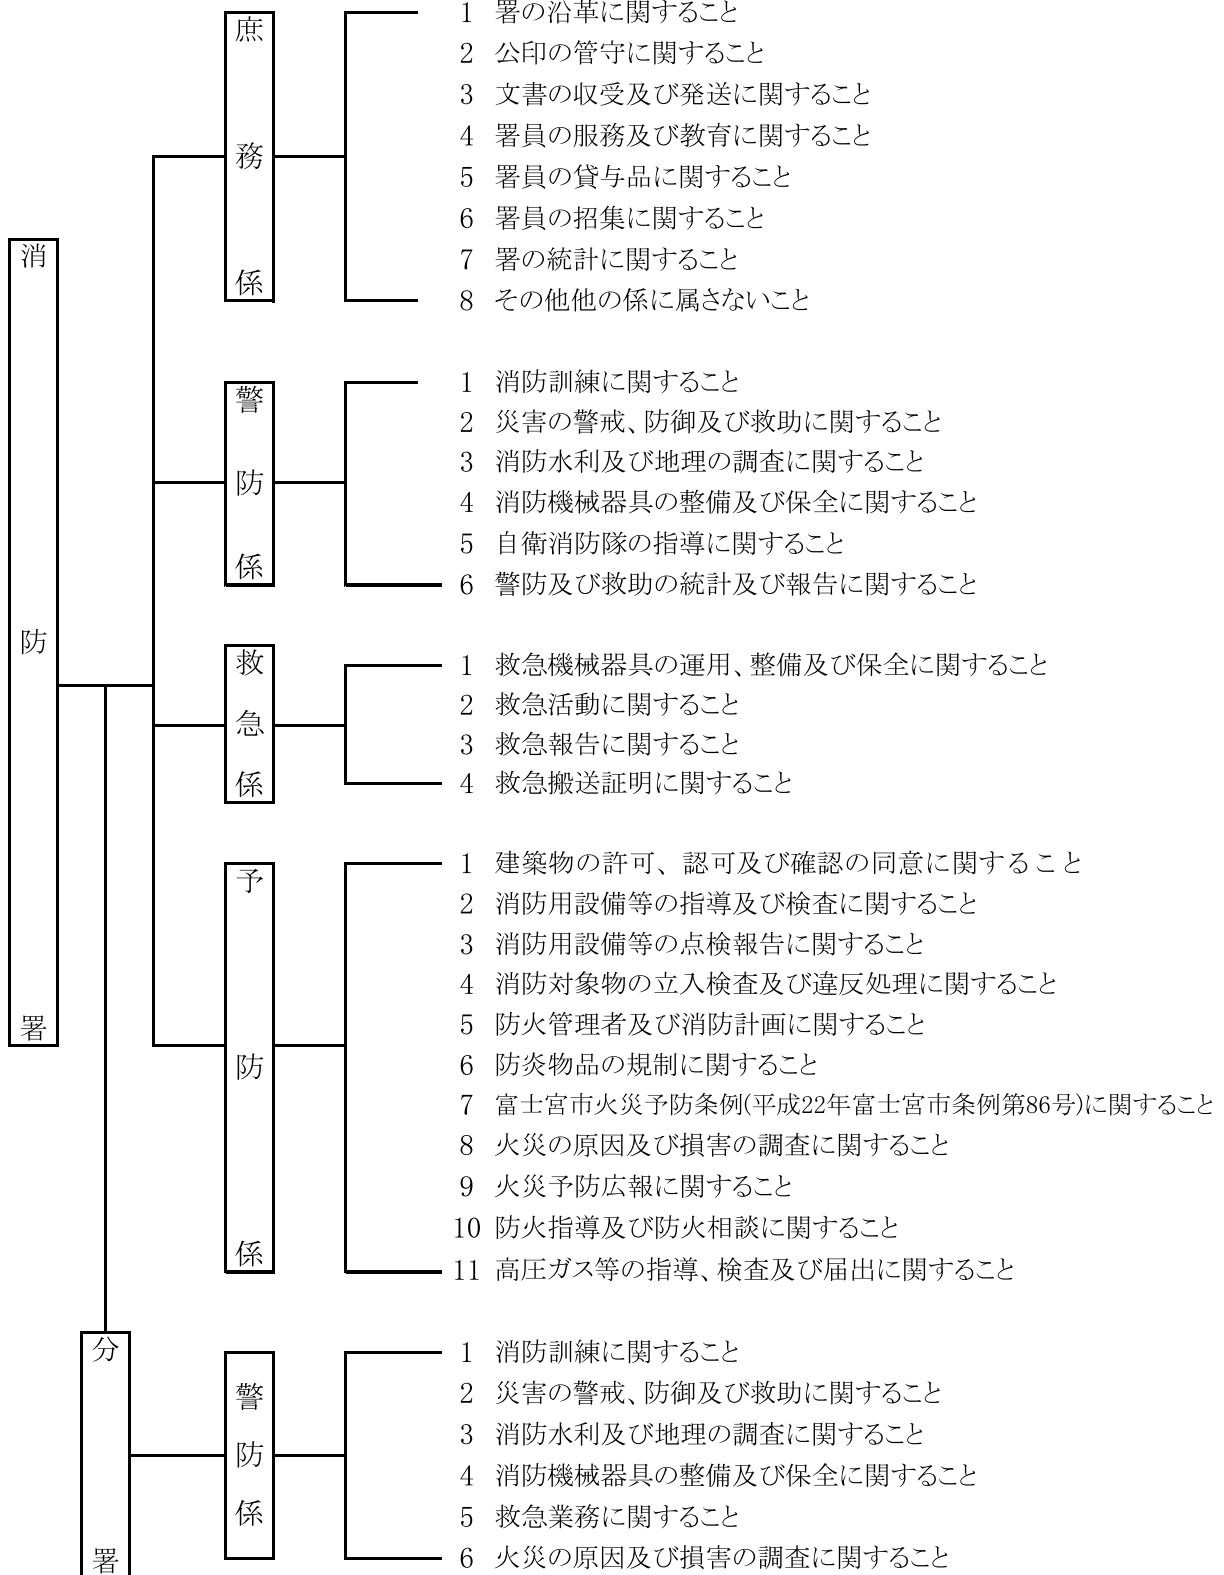 消防署
庶務係
1 署の沿革に関すること
2 公印の管守に関すること
3 文書の収受及び発送に関すること
4 署員の服務及び教育に関すること
5 署員の貸与品に関すること
6 署員の招集に関すること
7 署の統計に関すること
8 その他他の係に属さないこと
警防係
1 消防訓練に関すること
2 災害の警戒、防御及び救助に関すること
3 消防水利及び地理の調査に関すること
4 消防機械器具の整備及び保全に関すること
5 自衛消防隊の指導に関すること
6 警防及び救助の統計及び報告に関すること
救急係
1 救急機械器具の運用、整備及び保全に関すること
2 救急活動に関すること
3 救急報告に関すること
4 救急搬送証明に関すること
予防係
1 建築物の許可、認可及び確認の同意に関すること
2 消防用設備等の指導及び検査に関すること
3 消防用設備等の点検報告に関すること
4 消防対象物の立入検査及び違反処理に関すること
5 防火管理者及び消防計画に関すること
6 防炎物品の規制に関すること
7 富士宮市火災予防条例(平成22年富士宮市条例第86号)に関すること
8 火災の原因及び損害の調査に関すること
9 火災予防広報に関すること
10 防火指導及び防火相談に関すること
11 高圧ガス等の指導、検査及び届出に関すること
分署
警防係
1 消防訓練に関すること
2 災害の警戒、防御及び救助に関すること
3 消防水利及び地理の調査に関すること
4 消防機械器具の整備及び保全に関すること
5 救急業務に関すること
6 火災の原因及び損害の調査に関すること